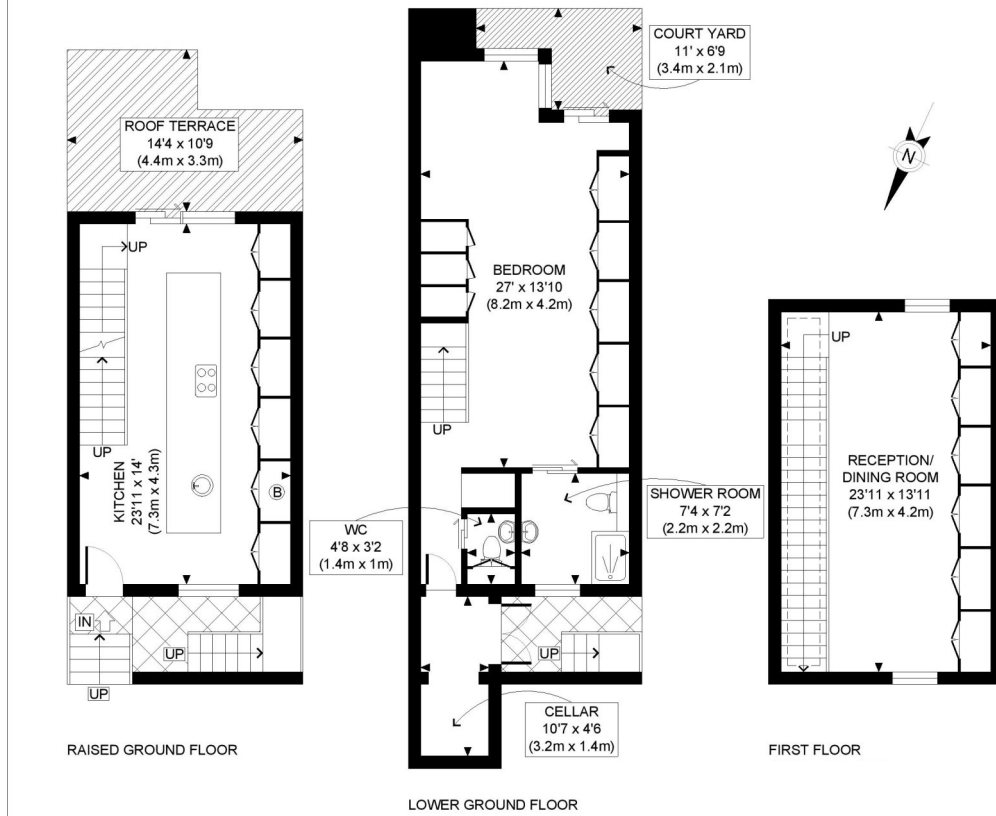 ROOF TERRACE
14'4 x 10'9
(4.4m x 3.3m)
UP
UP
KITCHEN
23'11 x 14'
(7.3m x 4.3m)
B
IN
UP
UP
RAISED GROUND FLOOR
COURT YARD
11' x 6'9
(3.4m x 2.1m)
BEDROOM
27' x 13'10
(8.2m x 4.2m)
UP
WC
4'8 x 3'2
(1.4m x 1m)
SHOWER ROOM
7'4 x 7'2
(2.2m x 2.2m)
UP
CELLAR
10'7 x 4'6
(3.2m x 1.4m)
LOWER GROUND FLOOR
N
UP
RECEPTION/
DINING ROOM
23'11 x 13'11
(7.3m x 4.2m)
FIRST FLOOR